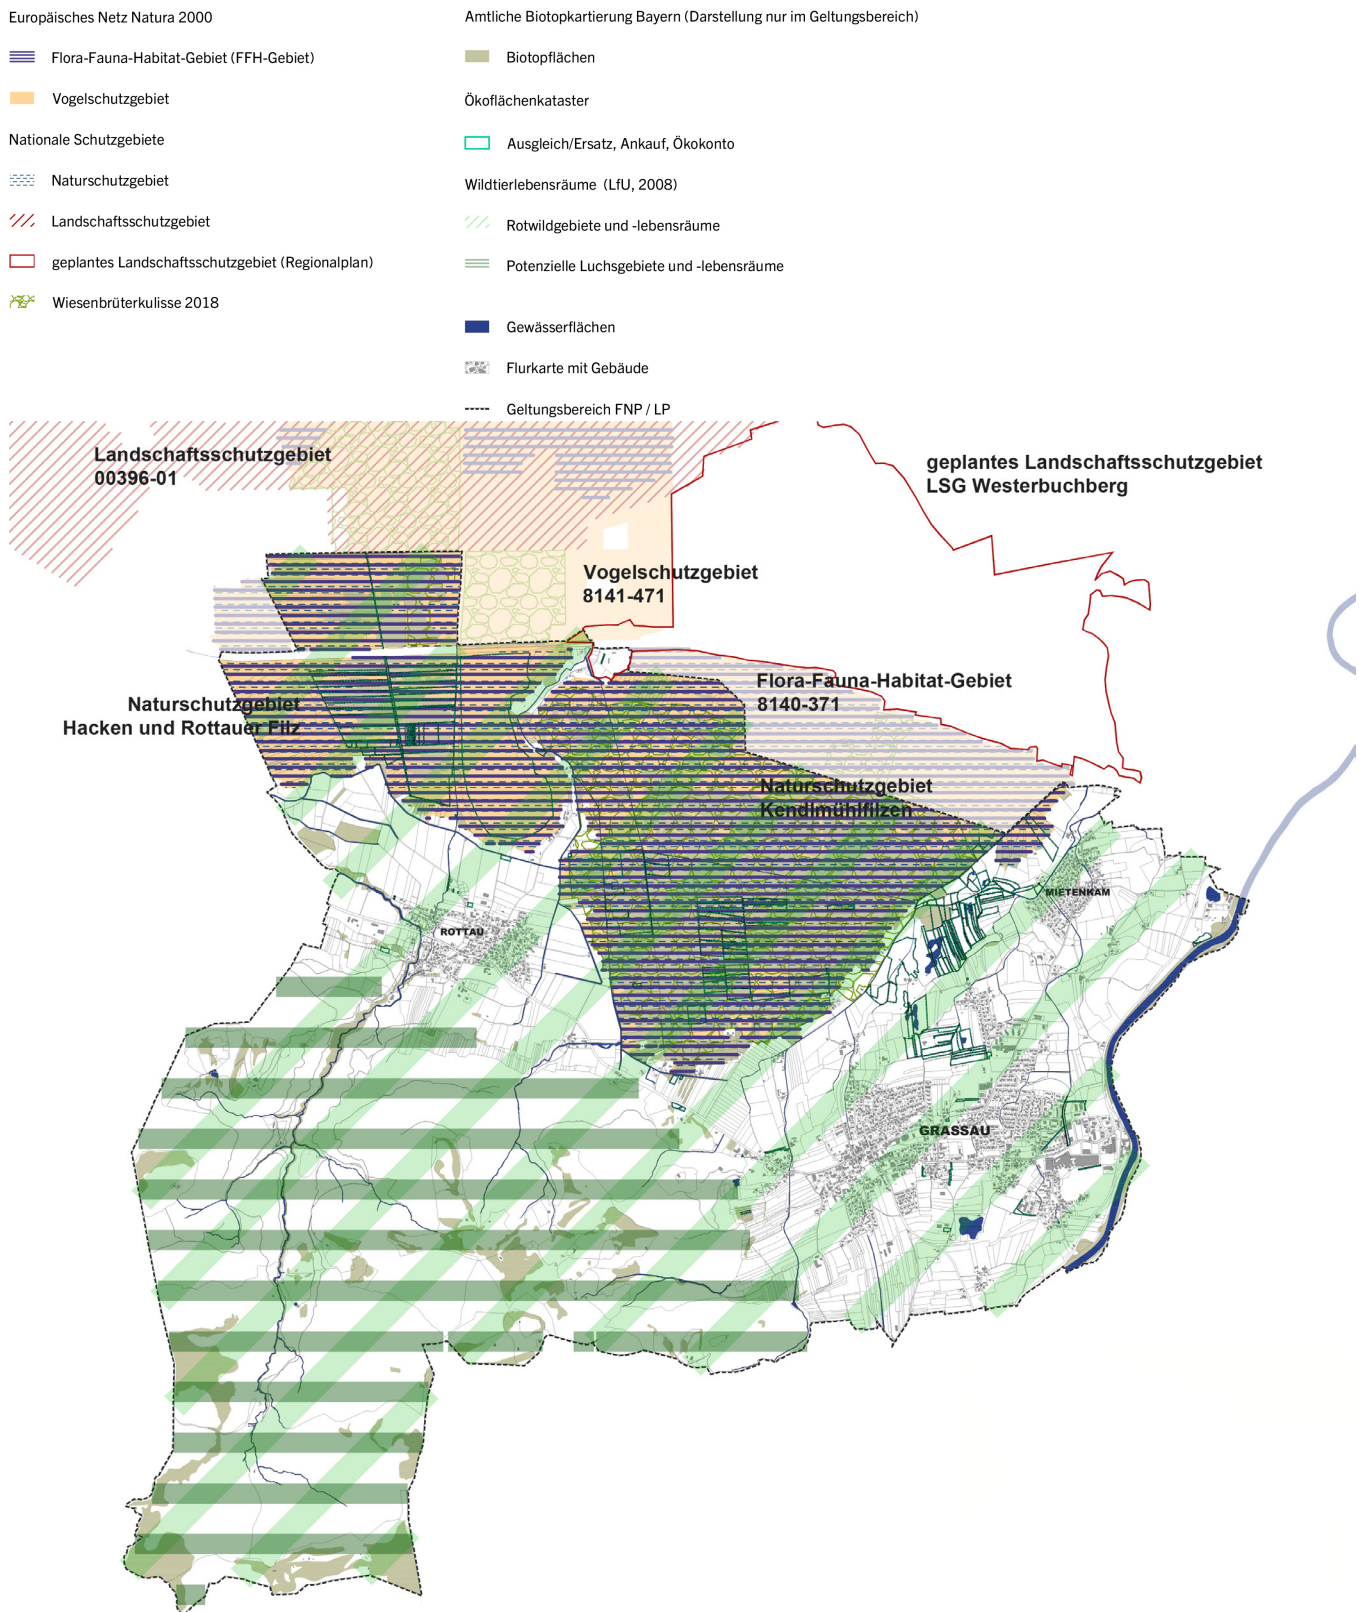 Europäisches Netz Natura 2000
Flora-Fauna-Habitat-Gebiet (FFH-Gebiet)
Vogelschutzgebiet
Nationale Schutzgebiete
Naturschutzgebiet
Landschaftsschutzgebiet
geplantes Landschaftsschutzgebiet (Regionalplan)
Wiesenbrüterkulisse 2018
Amtliche Biotopkartierung Bayern (Darstellung nur im Geltungsbereich)
Biotopflächen
Ökoflächenkataster
Ausgleich/Ersatz, Ankauf, Ökokonto
Wildtierlebensräume (LfU, 2008)
Rotwildgebiete und -lebensräume
Potenzielle Luchsgebiete und -lebensräume
Gewässerflächen
Flurkarte mit Gebäude
Geltungsbereich FNP / LP
Landschaftsschutzgebiet
00396-01
geplantes Landschaftsschutzgebiet
LSG Westerbuchberg
Vogelschutzgebiet
8141-471
Flora-Fauna-Habitat-Gebiet
8140-371
Naturschutzgebiet
Hacken und Rottauer Filz
Naturschutzgebiet
Kendlmühlfilzen
MIETENKAM
ROTTAU
GRASSAU